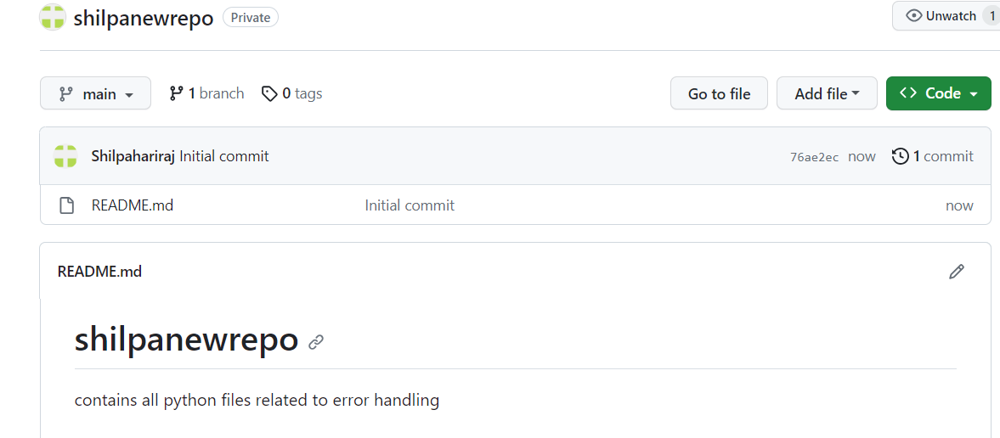 shilpanewrepo Private Unwatch 1
main 1 branch 0 tags Go to file Add file Code
Shilpahariraj Initial commit 76ae2ec now 1 commit
README.md Initial commit now
README.md
shilpanewrepo
contains all python files related to error handling